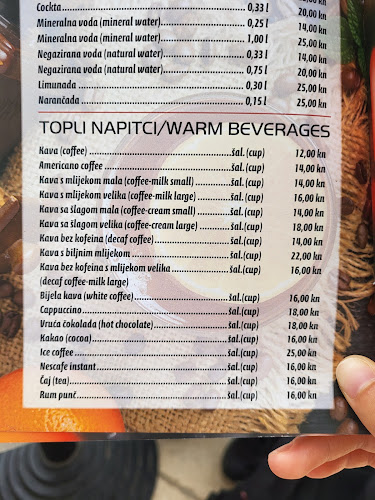 Cockta 0,33 l 20,00 kn
Mineralna voda (mineral water) 0,25 l 14,00 kn
Mineralna voda (mineral water) 1,00 l 25,00 kn
Negazirana voda (natural water) 0,33 l 14,00 kn
Negazirana voda (natural water) 0,75 l 20,00 kn
Limunada 0,30 l 25,00 kn
Narančada 0,15 l 25,00 kn
TOPLI NAPITCI/WARM BEVERAGES
Kava (coffee) šal.(cup) 12,00 kn
Americano coffee šal.(cup) 14,00 kn
Kava s mlijekom mala (coffee-milk small) šal.(cup) 14,00 kn
Kava s mlijekom velika (coffee-milk large) šal.(cup) 16,00 kn
Kava sa šlagom mala (coffee-cream small) šal.(cup) 14,00 kn
Kava sa šlagom velika (coffee-cream large) šal.(cup) 18,00 kn
Kava bez kofeina (decaf coffee) šal.(cup) 14,00 kn
Kava s biljnim mlijekom šal.(cup) 22,00 kn
Kava bez kofeina s mlijekom velika šal.(cup) 16,00 kn
(decaf coffee-milk large)
Bijela kava (white coffee) šal.(cup) 16,00 kn
Cappuccino šal.(cup) 18,00 kn
Vruća čokolada (hot chocolate) šal.(cup) 18,00 kn
Kakao (cocoa) šal.(cup) 16,00 kn
Ice coffee šal.(cup) 25,00 kn
Nescafe instant šal.(cup) 16,00 kn
Čaj (tea) šal.(cup) 16,00 kn
Rum punč šal.(cup) 16,00 kn